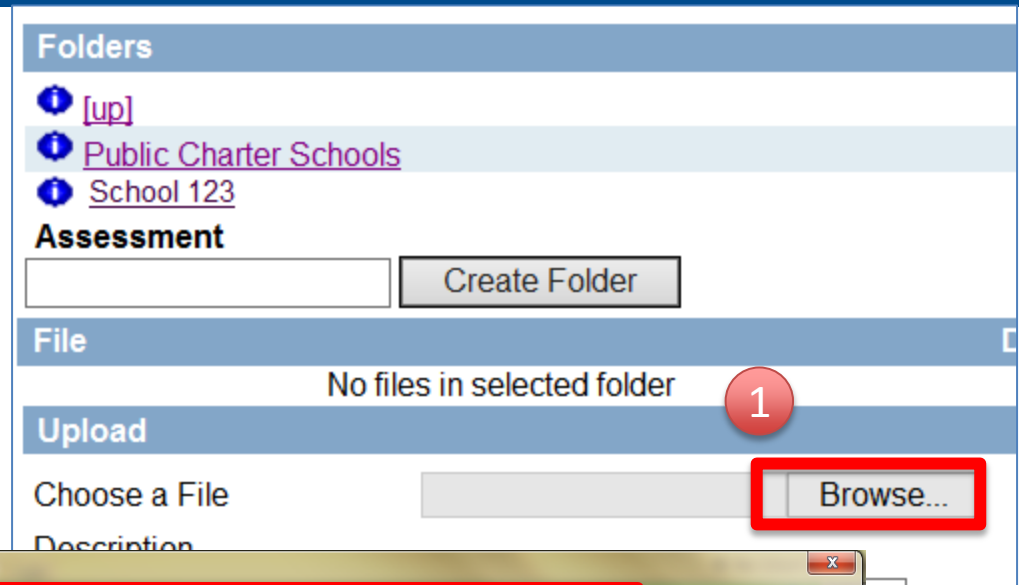 Folders
[up]
Public Charter Schools
School 123
Assessment
Create Folder
File D
No files in selected folder
1
Upload
Choose a File Browse...
Description
x